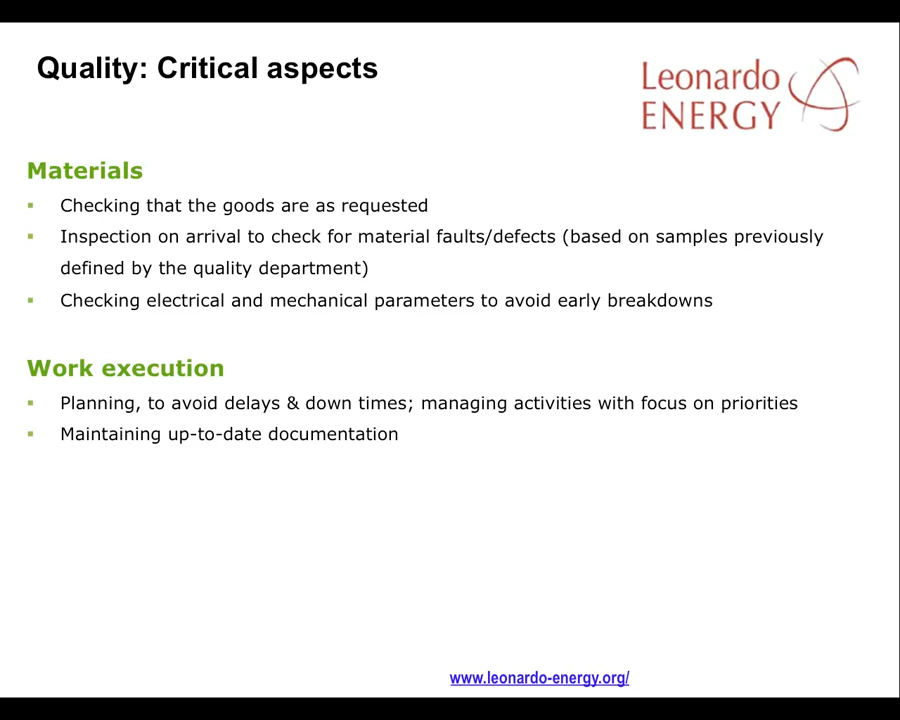 Quality: Critical aspects
Leonardo
ENERGY
Materials
▪ Checking that the goods are as requested
▪ Inspection on arrival to check for material faults/defects (based on samples previously
defined by the quality department)
▪ Checking electrical and mechanical parameters to avoid early breakdowns
Work execution
▪ Planning, to avoid delays & down times; managing activities with focus on priorities
▪ Maintaining up-to-date documentation
www.leonardo-energy.org/